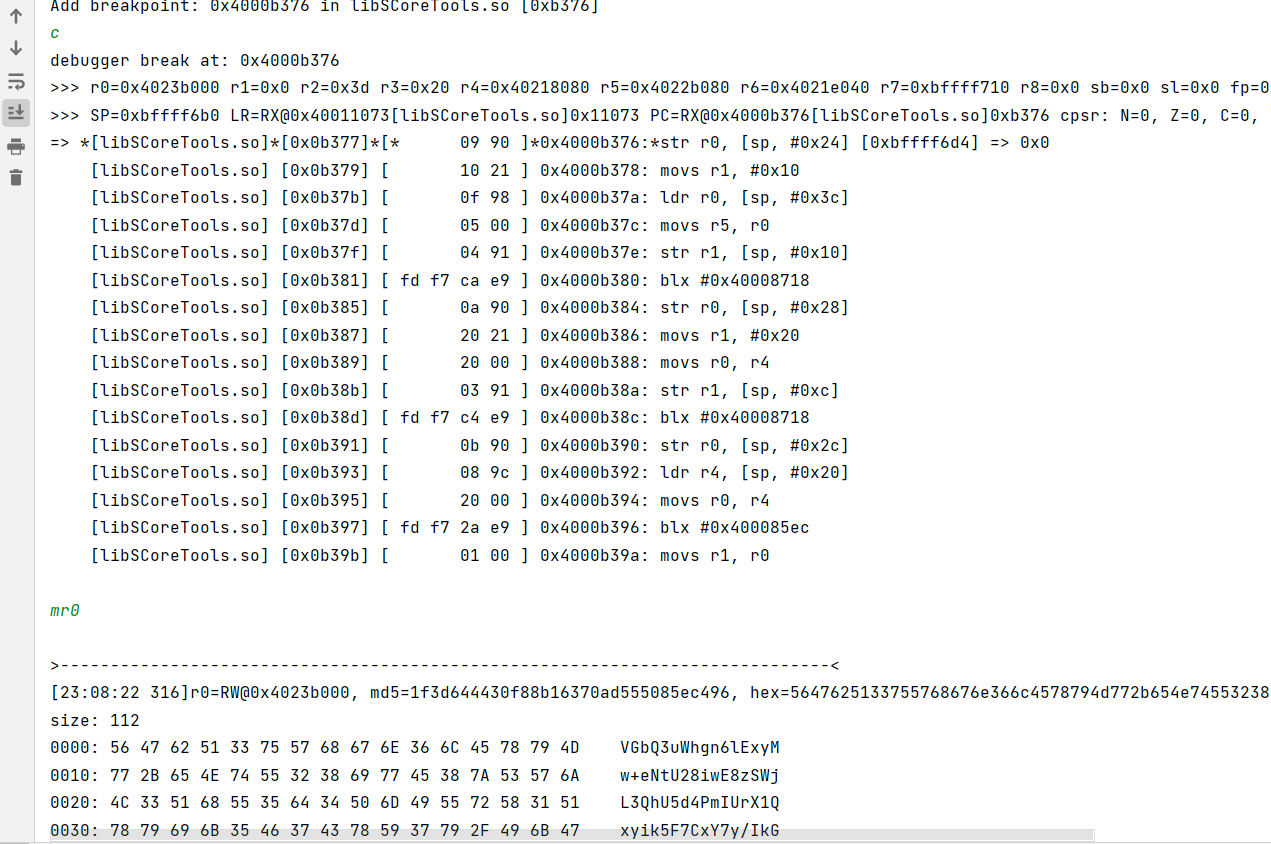 Add breakpoint: 0x4000b376 in libSCoreTools.so [0xb376]
c
debugger break at: 0x4000b376
>>> r0=0x4023b000 r1=0x0 r2=0x3d r3=0x20 r4=0x40218080 r5=0x4022b080 r6=0x4021e040 r7=0xbffff710 r8=0x0 sb=0x0 sl=0x0 fp=0
>>> SP=0xbffff6b0 LR=RX@0x40011073[libSCoreTools.so]0x11073 PC=RX@0x4000b376[libSCoreTools.so]0xb376 cpsr: N=0, Z=0, C=0,
=> *[libSCoreTools.so]*[0x0b377]*[* 09 90 ]*0x4000b376:*str r0, [sp, #0x24] [0xbffff6d4] => 0x0
[libSCoreTools.so] [0x0b379] [ 10 21 ] 0x4000b378: movs r1, #0x10
[libSCoreTools.so] [0x0b37b] [ 0f 98 ] 0x4000b37a: ldr r0, [sp, #0x3c]
[libSCoreTools.so] [0x0b37d] [ 05 00 ] 0x4000b37c: movs r5, r0
[libSCoreTools.so] [0x0b37f] [ 04 91 ] 0x4000b37e: str r1, [sp, #0x10]
[libSCoreTools.so] [0x0b381] [ fd f7 ca e9 ] 0x4000b380: blx #0x40008718
[libSCoreTools.so] [0x0b385] [ 0a 90 ] 0x4000b384: str r0, [sp, #0x28]
[libSCoreTools.so] [0x0b387] [ 20 21 ] 0x4000b386: movs r1, #0x20
[libSCoreTools.so] [0x0b389] [ 20 00 ] 0x4000b388: movs r0, r4
[libSCoreTools.so] [0x0b38b] [ 03 91 ] 0x4000b38a: str r1, [sp, #0xc]
[libSCoreTools.so] [0x0b38d] [ fd f7 c4 e9 ] 0x4000b38c: blx #0x40008718
[libSCoreTools.so] [0x0b391] [ 0b 90 ] 0x4000b390: str r0, [sp, #0x2c]
[libSCoreTools.so] [0x0b393] [ 08 9c ] 0x4000b392: ldr r4, [sp, #0x20]
[libSCoreTools.so] [0x0b395] [ 20 00 ] 0x4000b394: movs r0, r4
[libSCoreTools.so] [0x0b397] [ fd f7 2a e9 ] 0x4000b396: blx #0x400085ec
[libSCoreTools.so] [0x0b39b] [ 01 00 ] 0x4000b39a: movs r1, r0
mr0
>-----------------------------------------------------------------------------<
[23:08:22 316]r0=RW@0x4023b000, md5=1f3d644430f88b16370ad555085ec496, hex=5647625133755768676e366c4578794d772b654e74553238
size: 112
0000: 56 47 62 51 33 75 57 68 67 6E 36 6C 45 78 79 4D VGbQ3uWhgn6lExyM
0010: 77 2B 65 4E 74 55 32 38 69 77 45 38 7A 53 57 6A w+eNtU28iwE8zSWj
0020: 4C 33 51 68 55 35 64 34 50 6D 49 55 72 58 31 51 L3QhU5d4PmIUrX1Q
0030: 78 79 69 6B 35 46 37 43 78 59 37 79 2F 49 6B 47 xyik5F7CxY7y/IkG